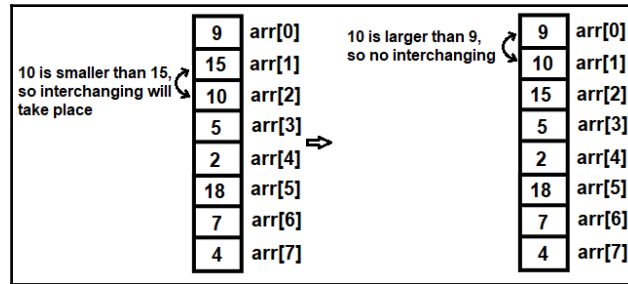 9 arr[0]
10 is smaller than 15,
so interchanging will
take place
15 arr[1]
10 arr[2]
5 arr[3]
2 arr[4]
18 arr[5]
7 arr[6]
4 arr[7]
10 is larger than 9,
so no interchanging
9 arr[0]
10 arr[1]
15 arr[2]
5 arr[3]
2 arr[4]
18 arr[5]
7 arr[6]
4 arr[7]